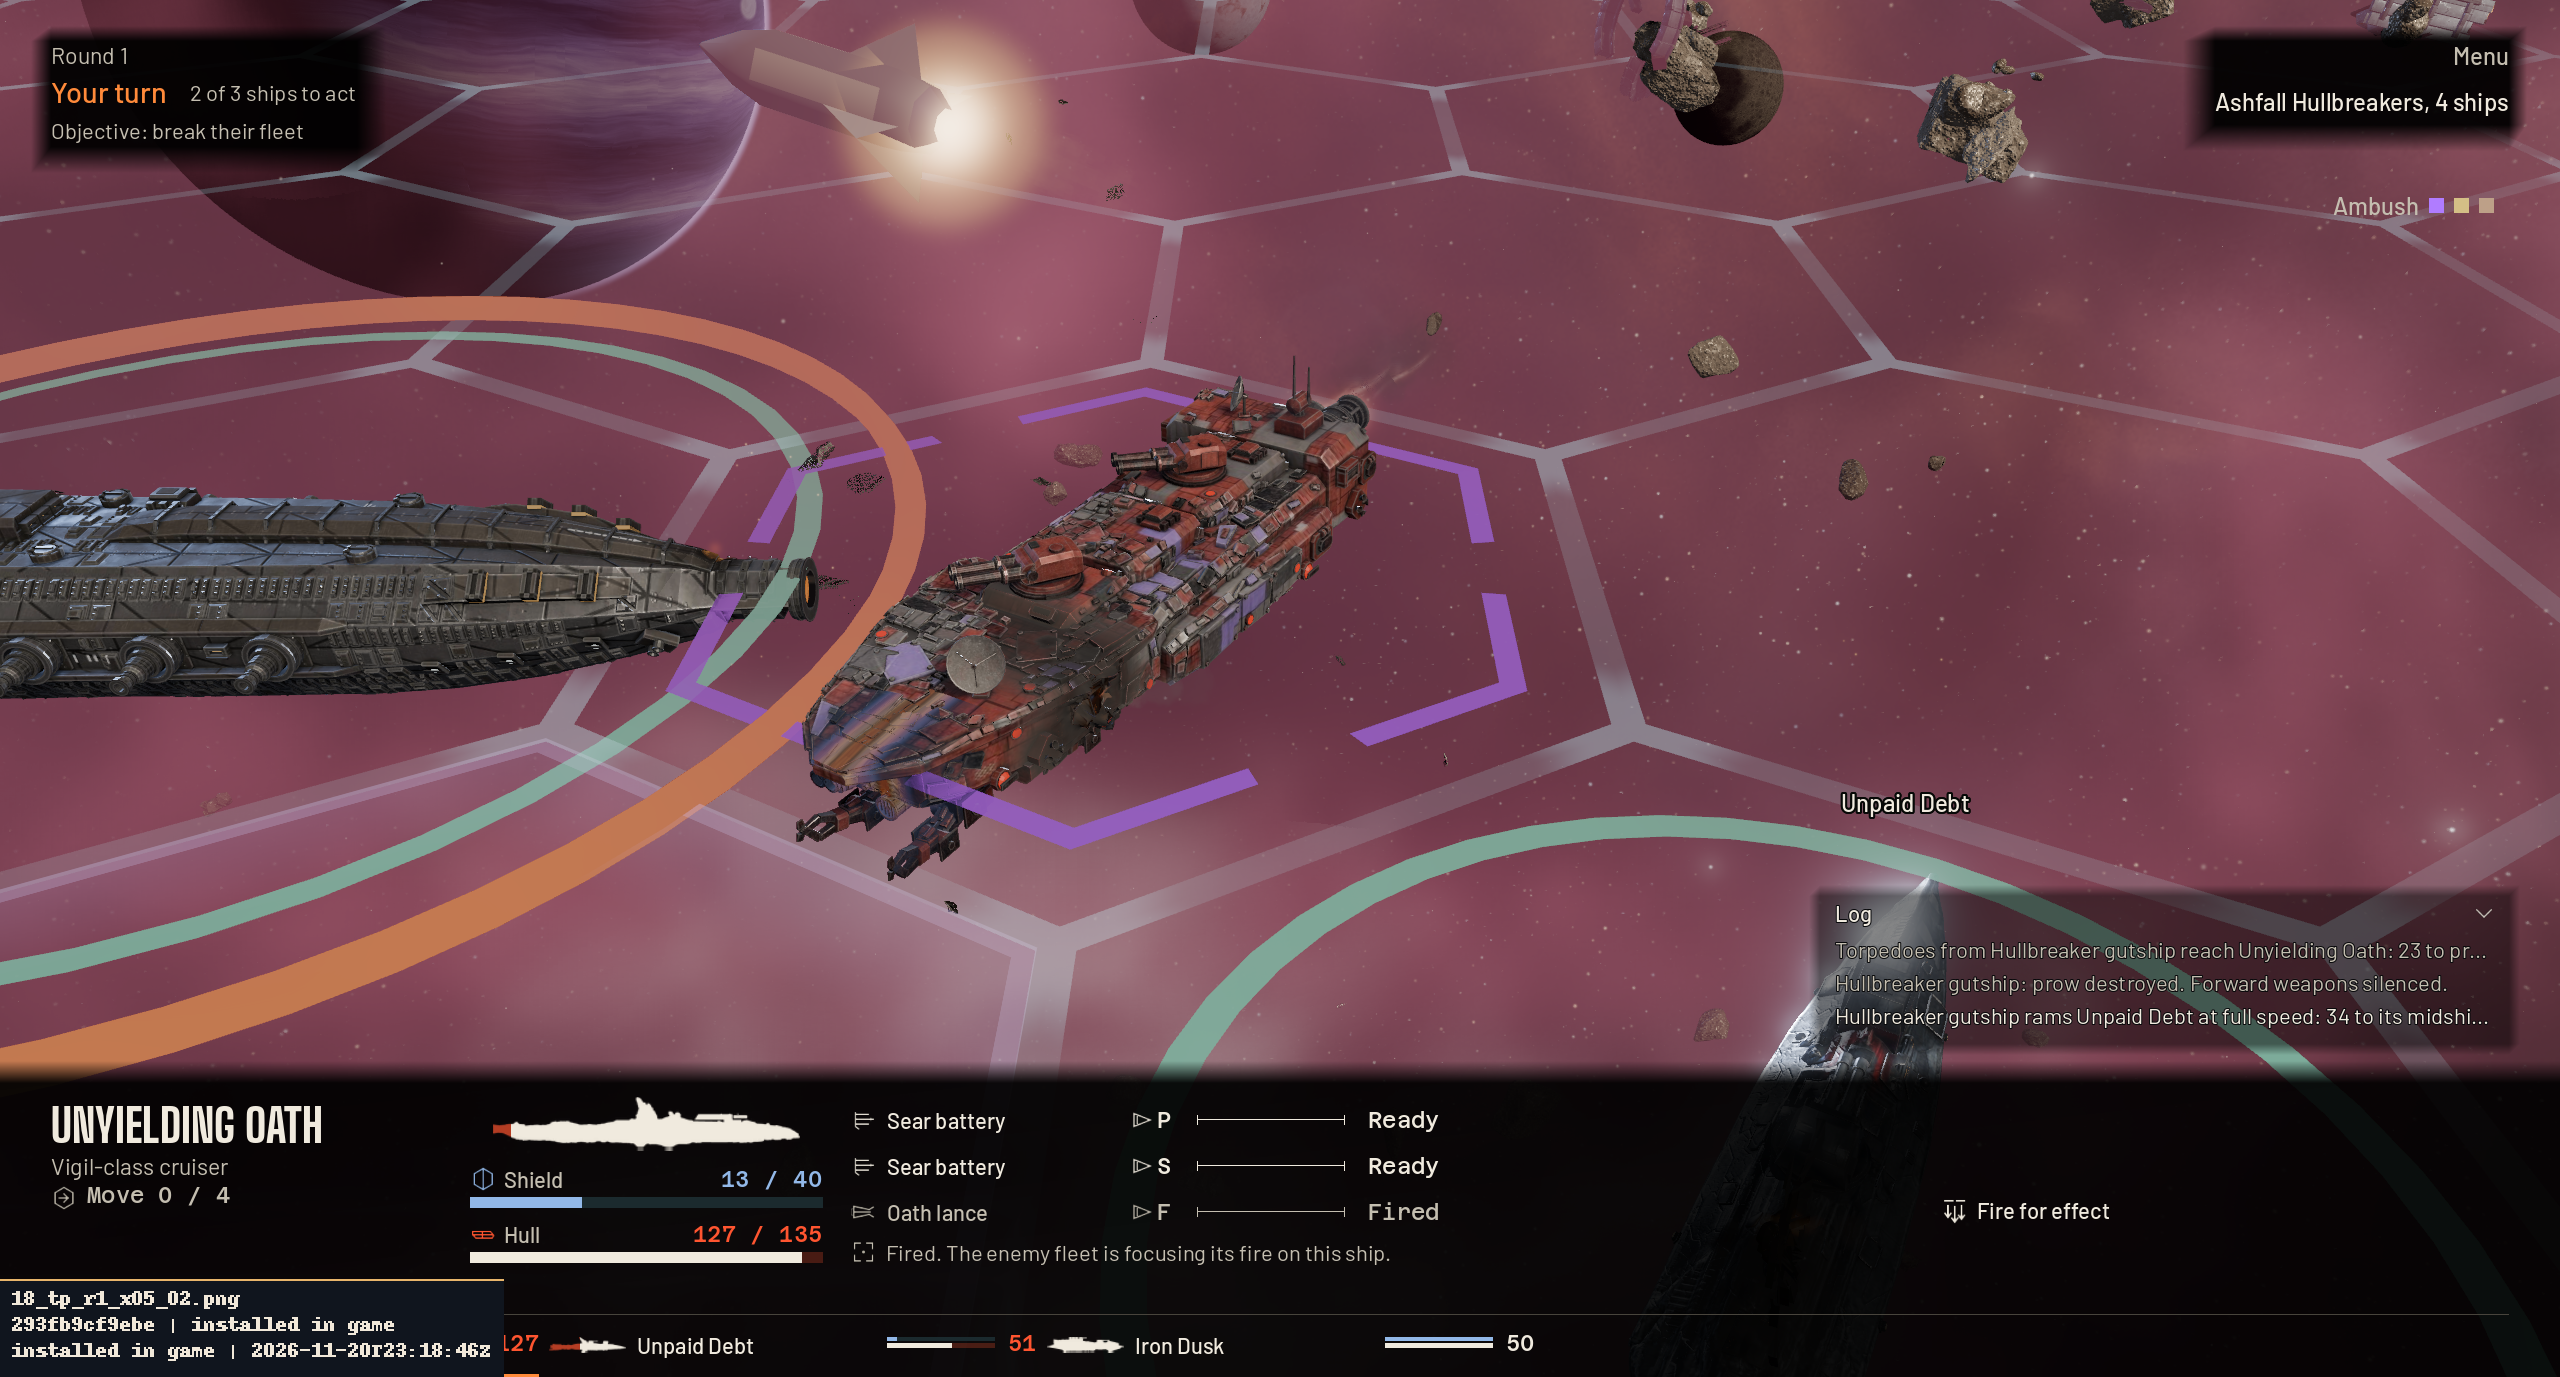 Round 1
Your turn 2 of 3 ships to act
Objective: break their fleet
Menu
Ashfall Hullbreakers, 4 ships
Ambush
Unpaid Debt
Log
Torpedoes from Hullbreaker gutship reach Unyielding Oath: 23 to pr...
Hullbreaker gutship: prow destroyed. Forward weapons silenced.
Hullbreaker gutship rams Unpaid Debt at full speed: 34 to its midshi...
UNYIELDING OATH
Vigil-class cruiser
Move 0 / 4
Shield 13 / 40
Hull 127 / 135
Sear battery P Ready
Sear battery S Ready
Oath lance F Fired
Fired. The enemy fleet is focusing its fire on this ship.
Fire for effect
18_tp_r1_x05_02.png
293fb9cf9ebe | installed in game
installed in game | 2026-11-20T23:18:46Z
127 Unpaid Debt 51 Iron Dusk 50